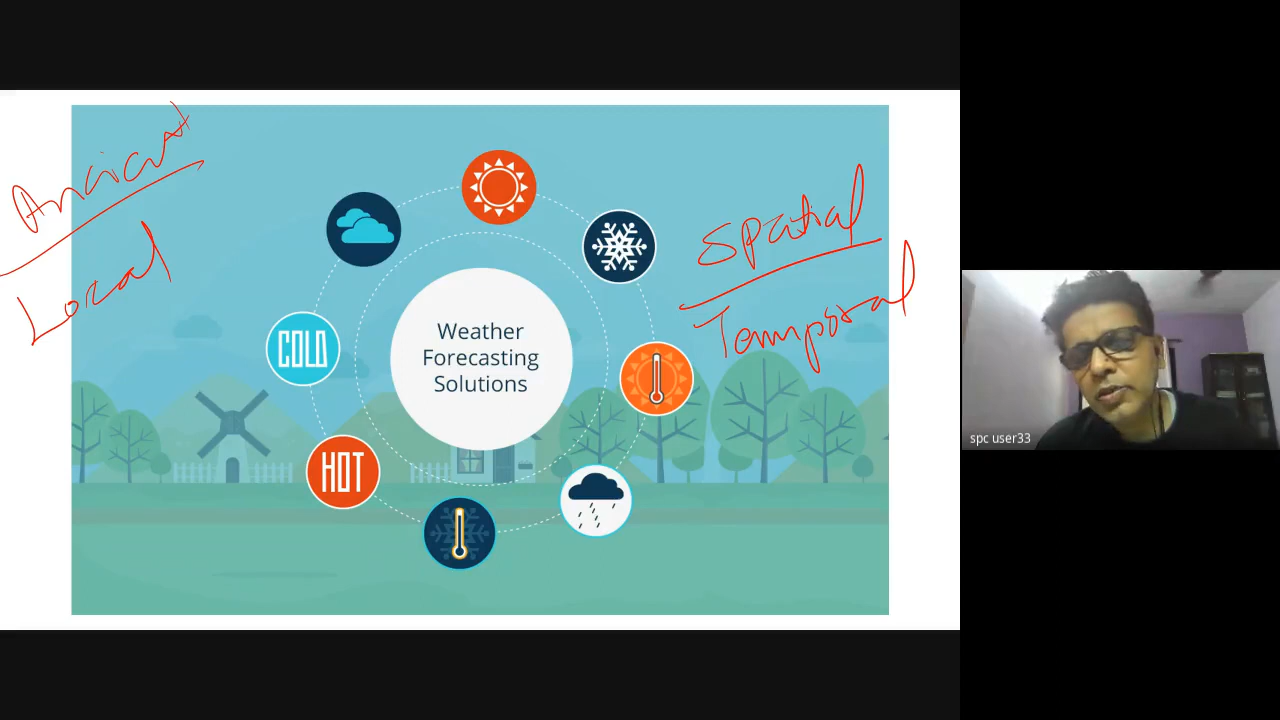 Ancient
Local
Spatial
Temporal
COLD
HOT
Weather
Forecasting
Solutions
spc user33